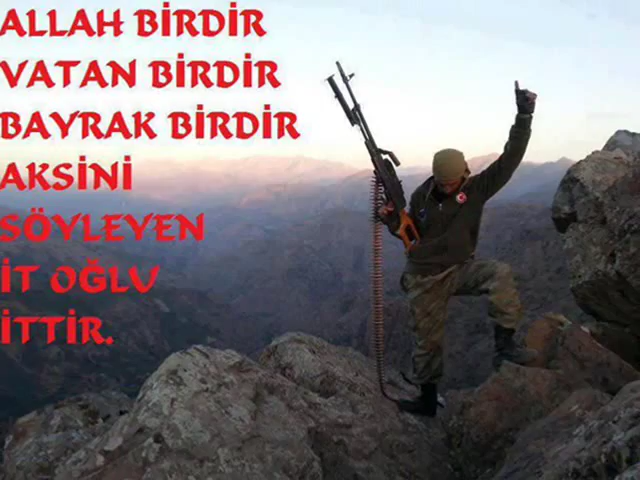 ALLAH BİRDİR
VATAN BİRDİR
BAYRAK BİRDİR
AKSİNİ
SÖYLEYEN
İT OĞLU
İTTİR.